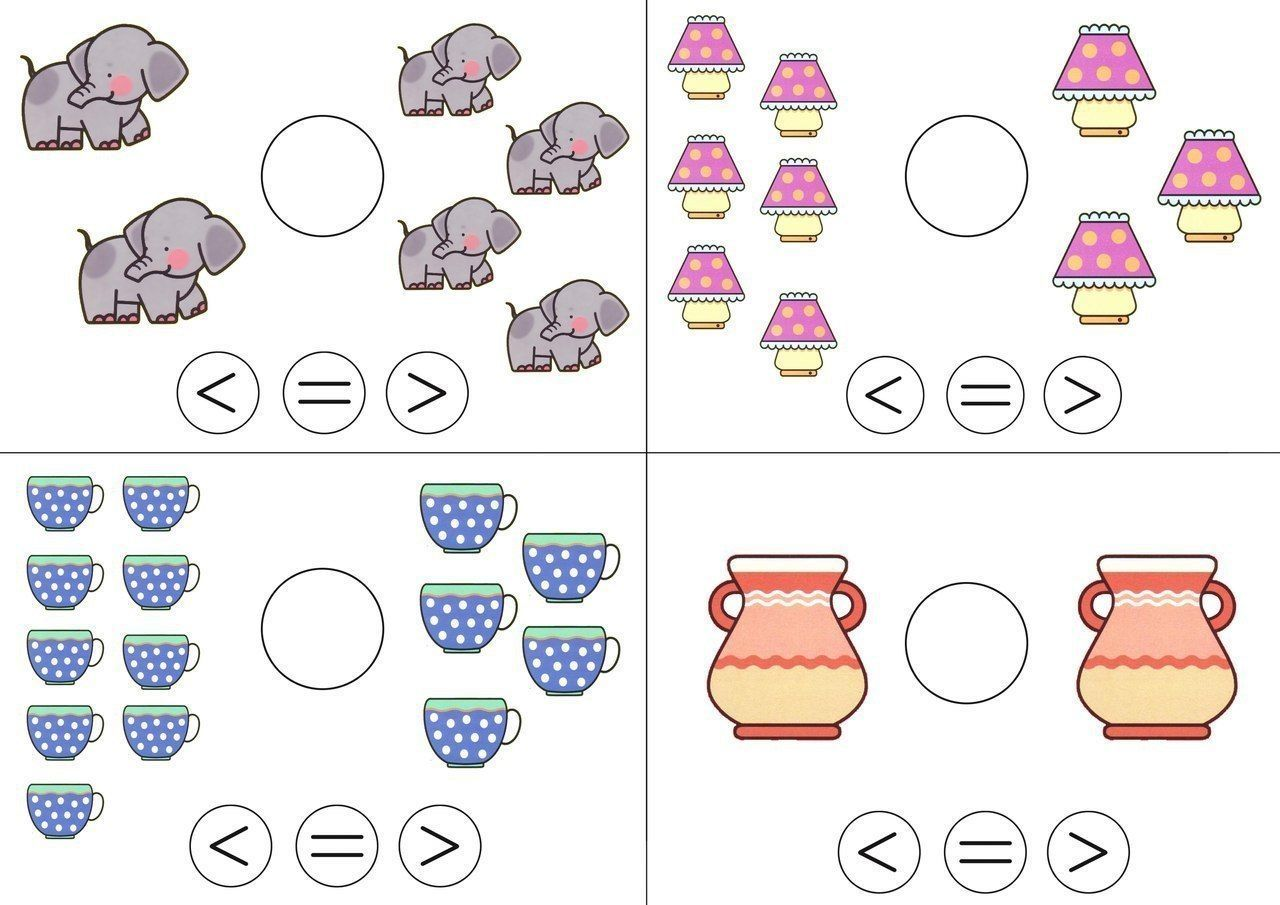 < = >
< = >
< = >
< = >